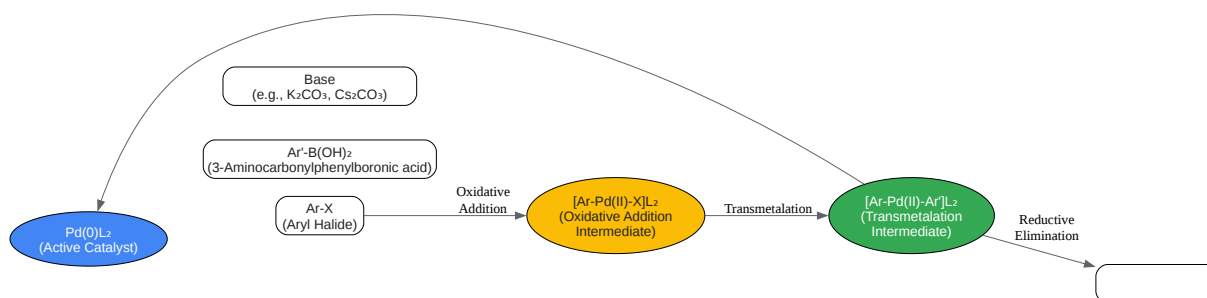 Base
(e.g., K₂CO₃, Cs₂CO₃)
Ar'-B(OH)₂
(3-Aminocarbonylphenylboronic acid)
Ar-X
(Aryl Halide)
Oxidative
Addition
[Ar-Pd(II)-X]L₂
(Oxidative Addition
Intermediate)
Transmetalation
[Ar-Pd(II)-Ar']L₂
(Transmetalation
Intermediate)
Reductive
Elimination
Pd(0)L₂
(Active Catalyst)